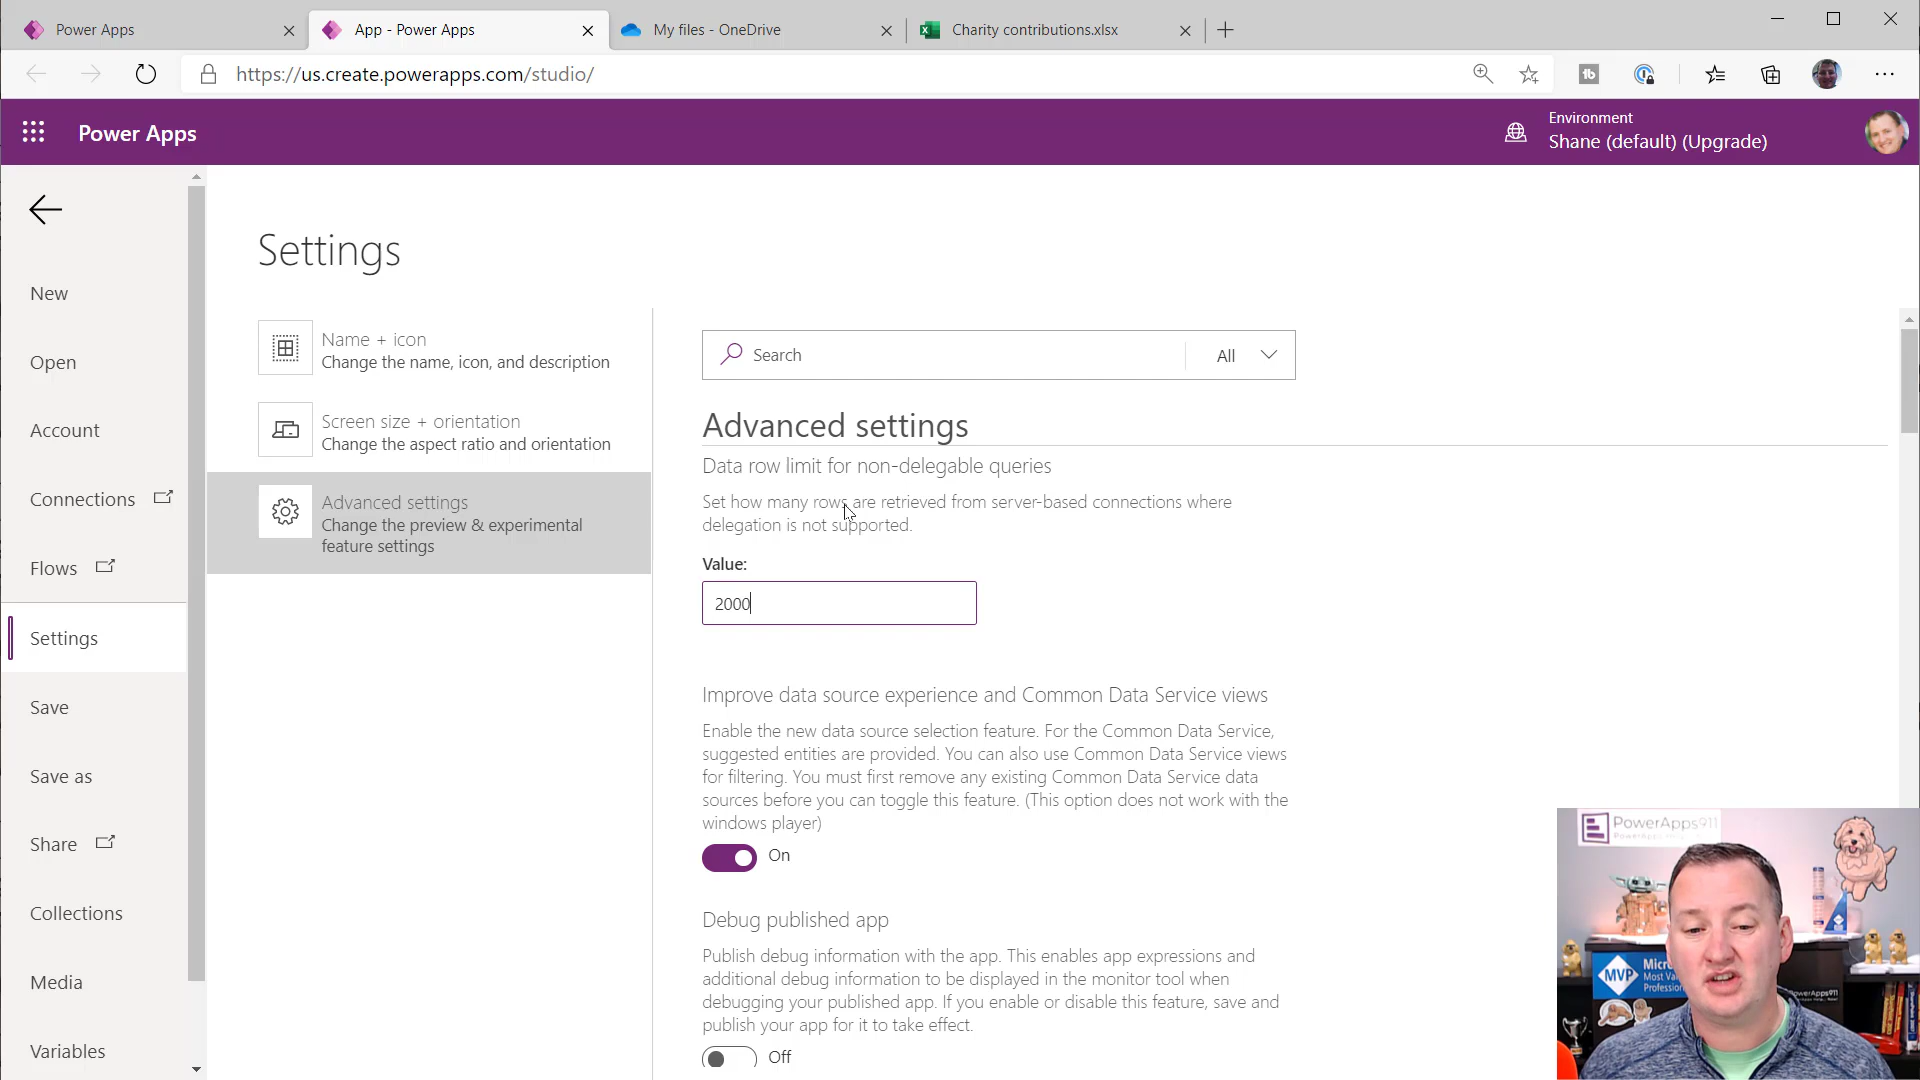 Power Apps
App - Power Apps
My files - OneDrive
Charity contributions.xlsx
https://us.create.powerapps.com/studio/
Power Apps
Environment
Shane (default) (Upgrade)
New
Open
Account
Connections
Flows
Settings
Save
Save as
Share
Collections
Media
Variables
Settings
Name + icon
Change the name, icon, and description
Screen size + orientation
Change the aspect ratio and orientation
Advanced settings
Change the preview & experimental
feature settings
Search
All
Advanced settings
Data row limit for non-delegable queries
Set how many rows are retrieved from server-based connections where
delegation is not supported.
Value:
2000
Improve data source experience and Common Data Service views
Enable the new data source selection feature. For the Common Data Service,
suggested entities are provided. You can also use Common Data Service views
for filtering. You must first remove any existing Common Data Service data
sources before you can toggle this feature. (This option does not work with the
windows player)
On
Debug published app
Publish debug information with the app. This enables app expressions and
additional debug information to be displayed in the monitor tool when
debugging your published app. If you enable or disable this feature, save and
publish your app for it to take effect.
Off
PowerApps911
MVP
Micro
Most Va
Profession
PowerApps911